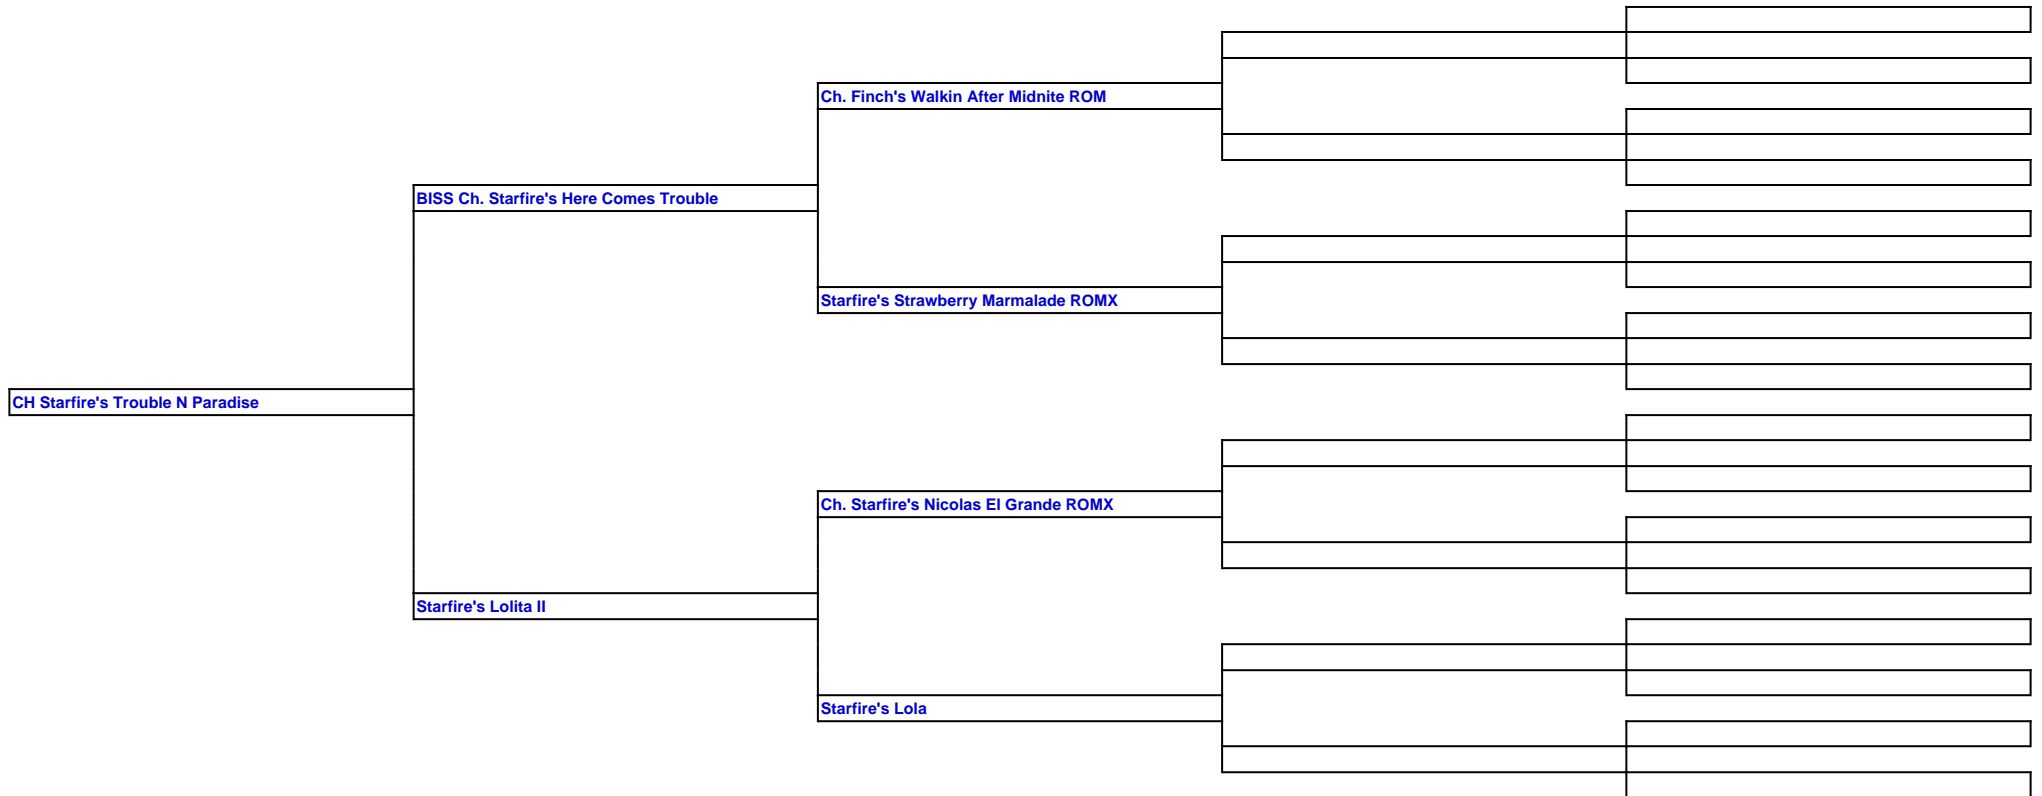 Ch. Finch's Walkin After Midnite ROM
BISS Ch. Starfire's Here Comes Trouble
Starfire's Strawberry Marmalade ROMX
CH Starfire's Trouble N Paradise
Ch. Starfire's Nicolas El Grande ROMX
Starfire's Lolita II
Starfire's Lola